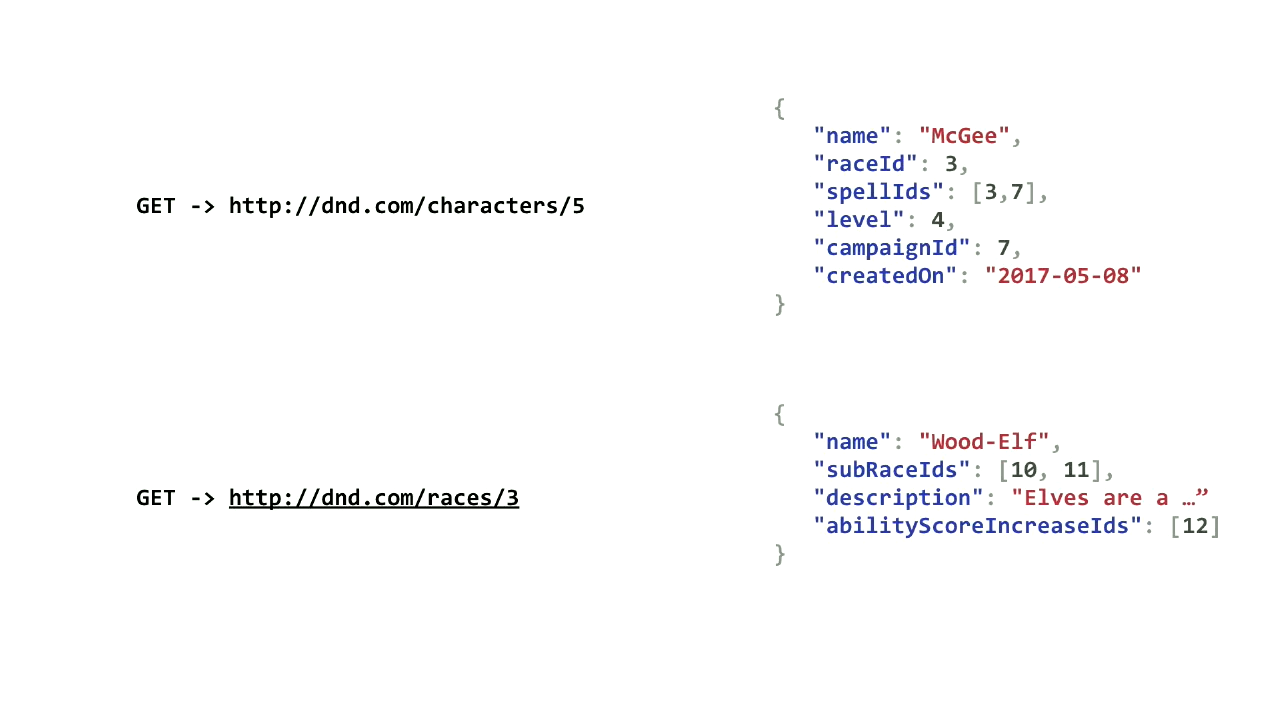 GET -> http://dnd.com/characters/5
{
"name": "McGee",
"raceId": 3,
"spellIds": [3,7],
"level": 4,
"campaignId": 7,
"createdOn": "2017-05-08"
}
GET -> http://dnd.com/races/3
{
"name": "Wood-Elf",
"subRaceIds": [10, 11],
"description": "Elves are a …”
"abilityScoreIncreaseIds": [12]
}